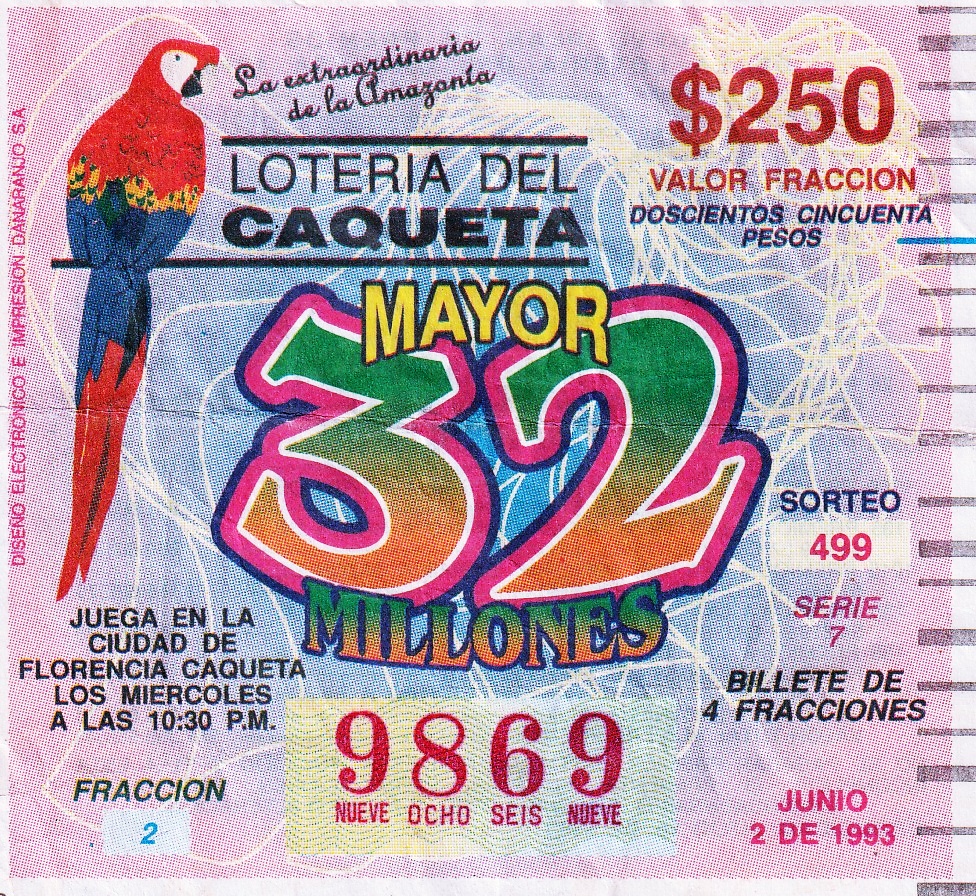 La extraordinaria
de la Amazonía
$250
VALOR FRACCION
DOSCIENTOS CINCUENTA
PESOS
LOTERIA DEL
CAQUETA
MAYOR
32
MILLONES
SORTEO
499
SERIE
7
BILLETE DE
4 FRACCIONES
JUEGA EN LA
CIUDAD DE
FLORENCIA CAQUETA
LOS MIERCOLES
A LAS 10:30 P.M.
FRACCION
2
9869
NUEVE OCHO SEIS NUEVE
JUNIO
2 DE 1993
DISEÑO ELECTRONICO E IMPRESION DANARANJO S.A